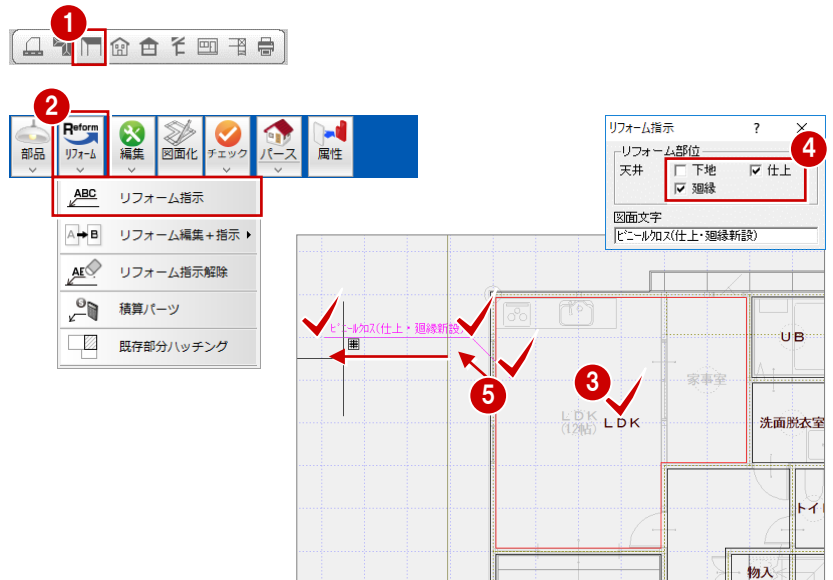 1
2
部品
Reform
リフォーム
編集
図面化
チェック
パース
属性
ABC
リフォーム指示
A
B
リフォーム編集+指示
AE
リフォーム指示解除
積算パーツ
既存部分ハッチング
リフォーム指示
?
×
4
リフォーム部位
天井
下地
仕上
廻縁
図面文字
ビニールクロス(仕上・廻縁新設)
ビニールクロス(仕上・廻縁新設)
UB
3
家事室
5
LDK
(12帖)
LDK
洗面脱衣室
トイレ
物入